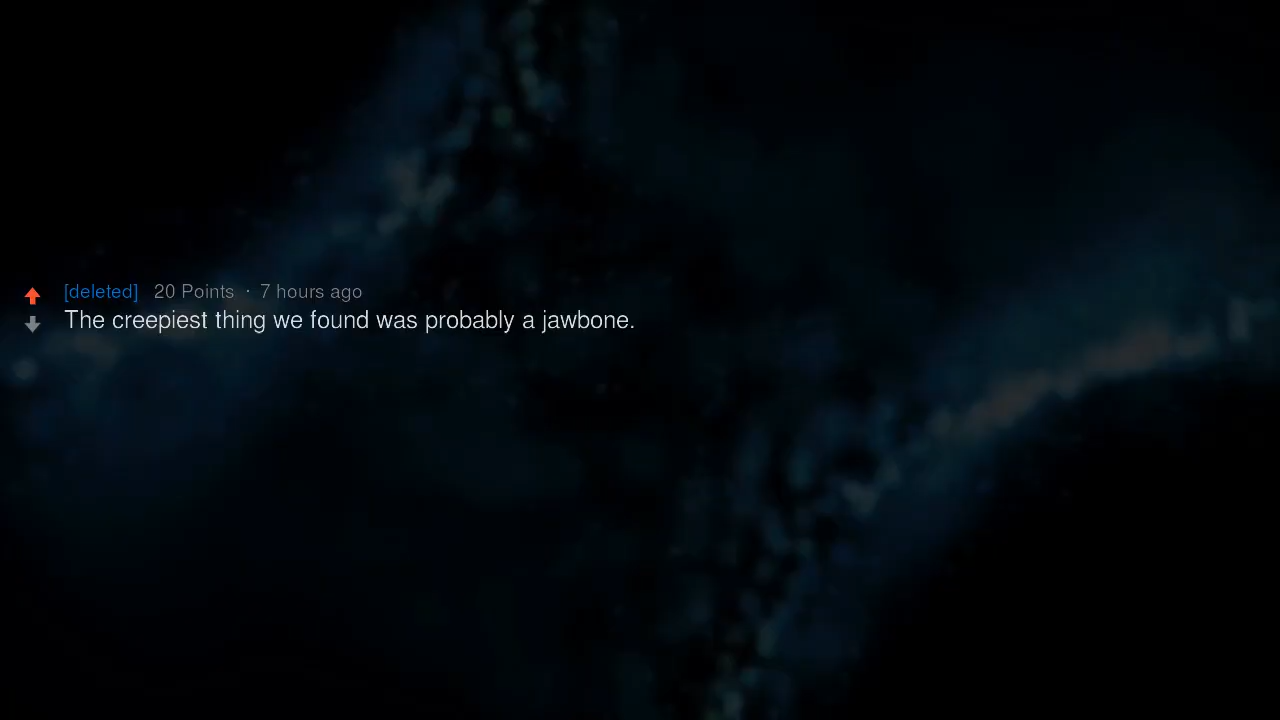 [deleted] 20 Points · 7 hours ago
The creepiest thing we found was probably a jawbone.